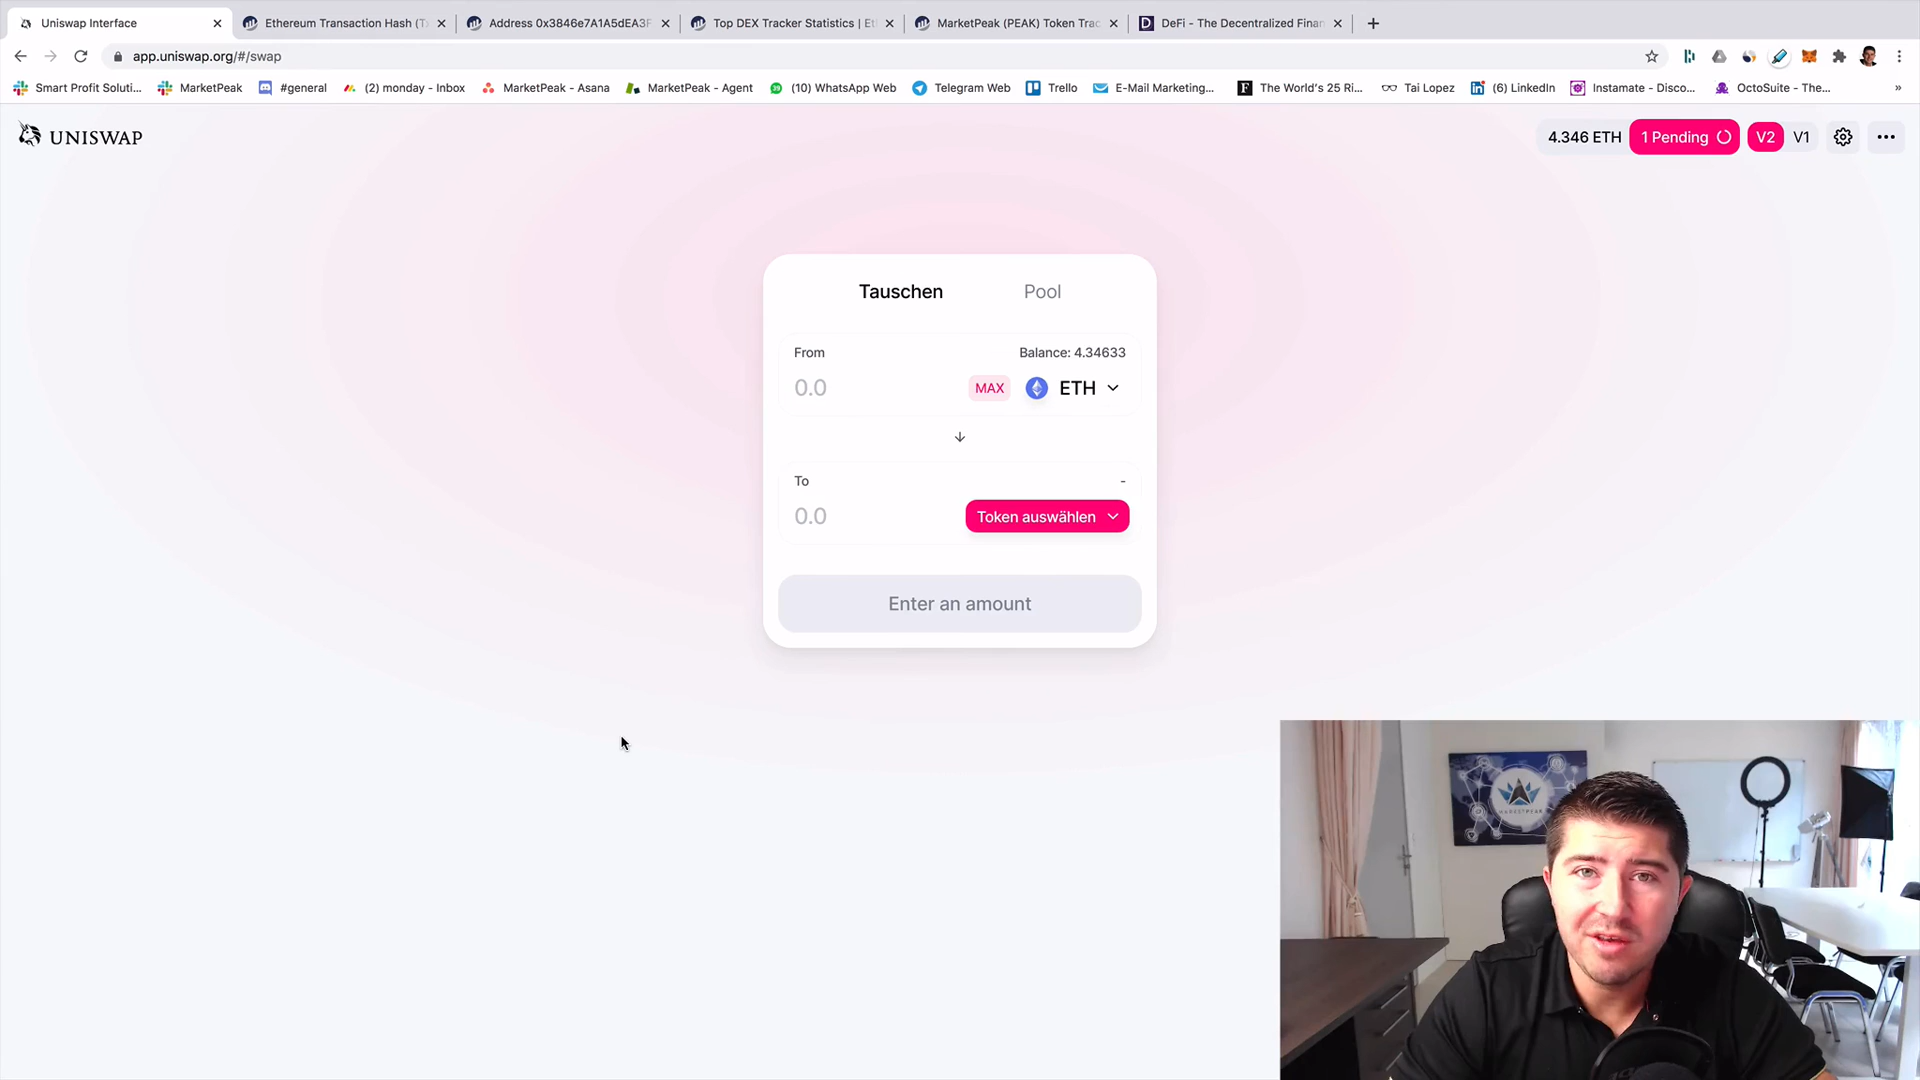 Uniswap Interface
Ethereum Transaction Hash (Tx
Address 0x3846e7A1A5dEA3F
Top DEX Tracker Statistics | Et
MarketPeak (PEAK) Token Trac
DeFi - The Decentralized Finan
app.uniswap.org/#/swap
Smart Profit Soluti...
MarketPeak
#general
(2) monday - Inbox
MarketPeak - Asana
MarketPeak - Agent
(10) WhatsApp Web
Telegram Web
Trello
E-Mail Marketing...
The World's 25 Ri...
Tai Lopez
(6) LinkedIn
Instamate - Disco...
OctoSuite - The...
»
UNISWAP
4.346 ETH
1 Pending
V2
V1
Tauschen
Pool
From
Balance: 4.34633
0.0
MAX
ETH
To
-
0.0
Token auswählen
Enter an amount
MARKETPEAK